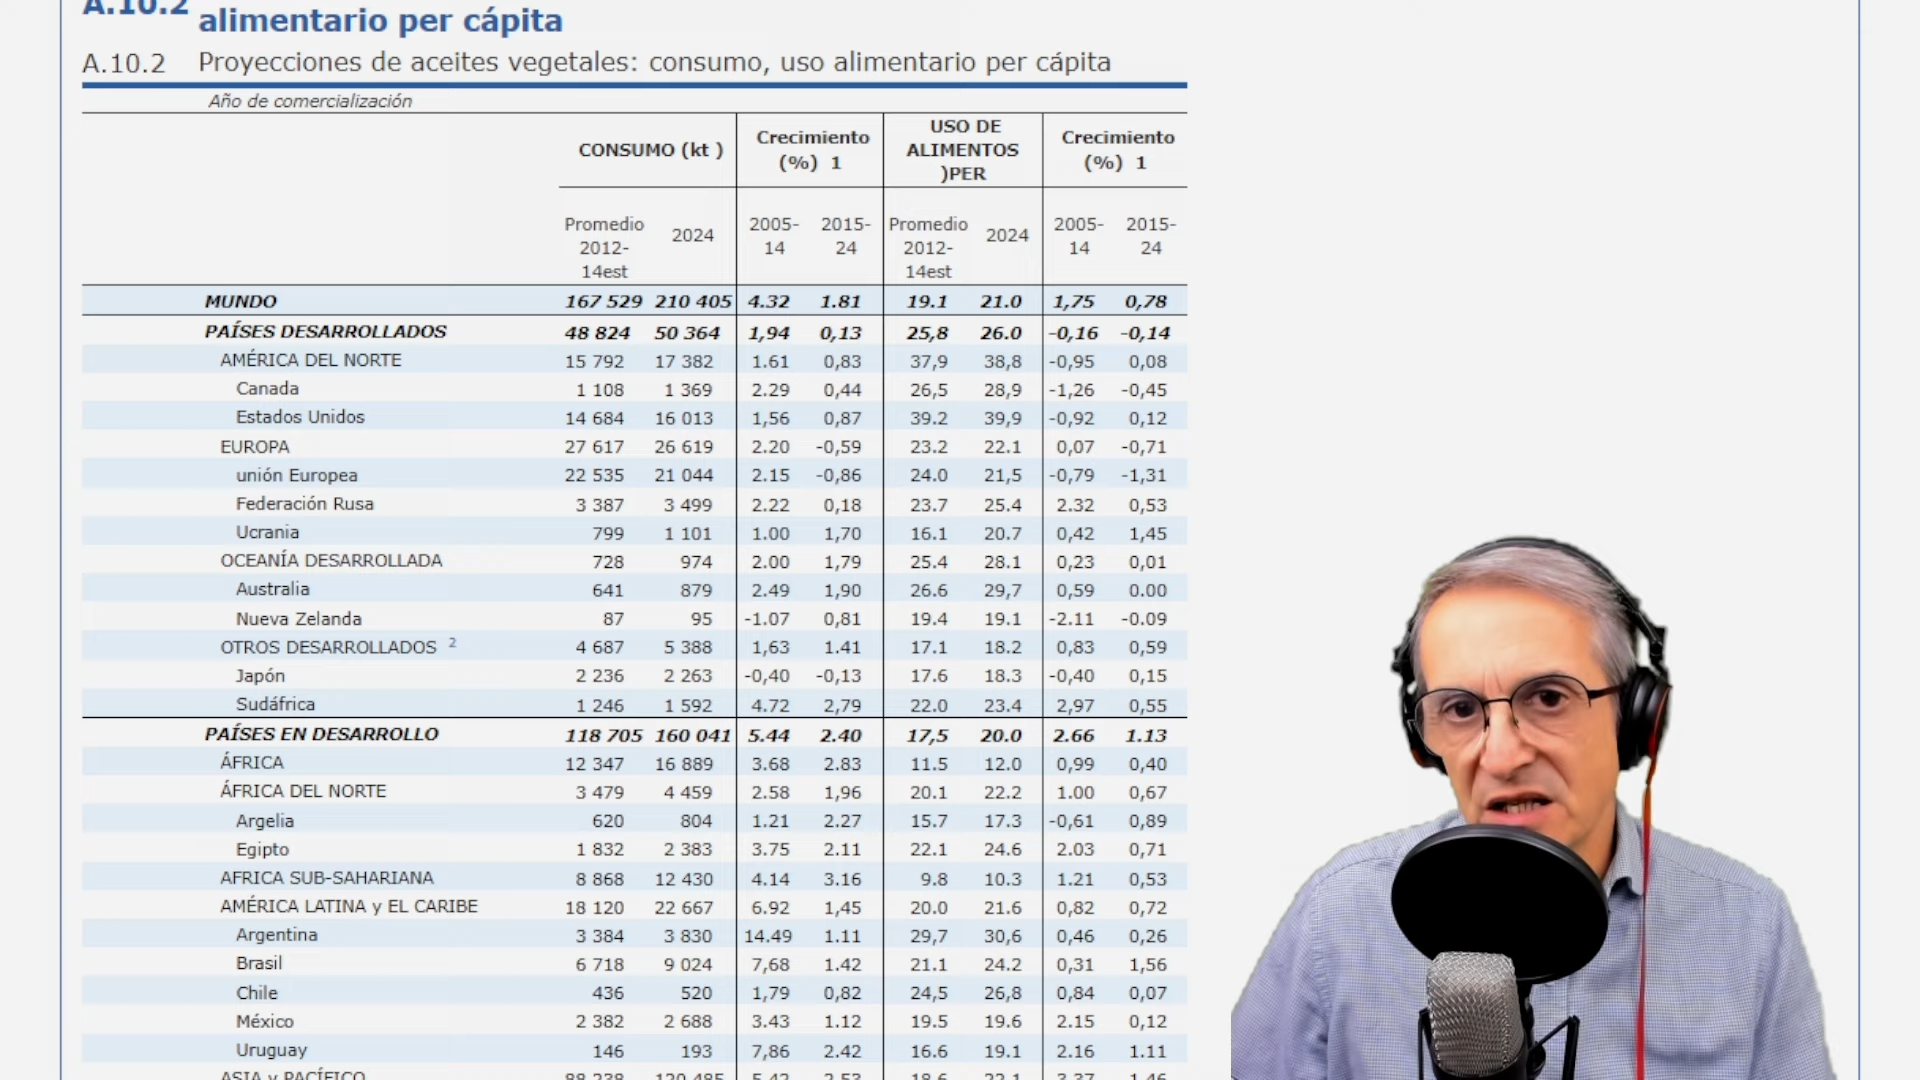 A.10.2 alimentario per cápita
A.10.2 Proyecciones de aceites vegetales: consumo, uso alimentario per cápita
Año de comercialización
CONSUMO (kt ) Crecimiento (%) 1 USO DE ALIMENTOS )PER Crecimiento (%) 1
Promedio 2012-14est 2024 2005-14 2015-24 Promedio 2012-14est 2024 2005-14 2015-24
MUNDO 167 529 210 405 4.32 1.81 19.1 21.0 1,75 0,78
PAÍSES DESARROLLADOS 48 824 50 364 1,94 0,13 25,8 26.0 -0,16 -0,14
AMÉRICA DEL NORTE 15 792 17 382 1.61 0,83 37,9 38,8 -0,95 0,08
Canada 1 108 1 369 2.29 0,44 26,5 28,9 -1,26 -0,45
Estados Unidos 14 684 16 013 1,56 0,87 39.2 39,9 -0,92 0,12
EUROPA 27 617 26 619 2.20 -0,59 23.2 22.1 0,07 -0,71
unión Europea 22 535 21 044 2.15 -0,86 24.0 21,5 -0,79 -1,31
Federación Rusa 3 387 3 499 2.22 0,18 23.7 25.4 2.32 0,53
Ucrania 799 1 101 1.00 1,70 16.1 20.7 0,42 1,45
OCEANÍA DESARROLLADA 728 974 2.00 1,79 25.4 28.1 0,23 0,01
Australia 641 879 2.49 1,90 26.6 29,7 0,59 0.00
Nueva Zelanda 87 95 -1.07 0,81 19.4 19.1 -2.11 -0.09
OTROS DESARROLLADOS 2 4 687 5 388 1,63 1.41 17.1 18.2 0,83 0,59
Japón 2 236 2 263 -0,40 -0,13 17.6 18.3 -0,40 0,15
Sudáfrica 1 246 1 592 4.72 2,79 22.0 23.4 2,97 0,55
PAÍSES EN DESARROLLO 118 705 160 041 5.44 2.40 17,5 20.0 2.66 1.13
ÁFRICA 12 347 16 889 3.68 2.83 11.5 12.0 0,99 0,40
ÁFRICA DEL NORTE 3 479 4 459 2.58 1,96 20.1 22.2 1.00 0,67
Argelia 620 804 1.21 2.27 15.7 17.3 -0,61 0,89
Egipto 1 832 2 383 3.75 2.11 22.1 24.6 2.03 0,71
AFRICA SUB-SAHARIANA 8 868 12 430 4.14 3.16 9.8 10.3 1.21 0,53
AMÉRICA LATINA y EL CARIBE 18 120 22 667 6.92 1,45 20.0 21.6 0,82 0,72
Argentina 3 384 3 830 14.49 1.11 29,7 30,6 0,46 0,26
Brasil 6 718 9 024 7,68 1.42 21.1 24.2 0,31 1,56
Chile 436 520 1,79 0,82 24,5 26,8 0,84 0,07
México 2 382 2 688 3.43 1.12 19.5 19.6 2.15 0,12
Uruguay 146 193 7,86 2.42 16.6 19.1 2.16 1.11
ASIA y PACÍFICO 88 238 120 485 5.42 2.53 18.6 22.1 3.37 1.46